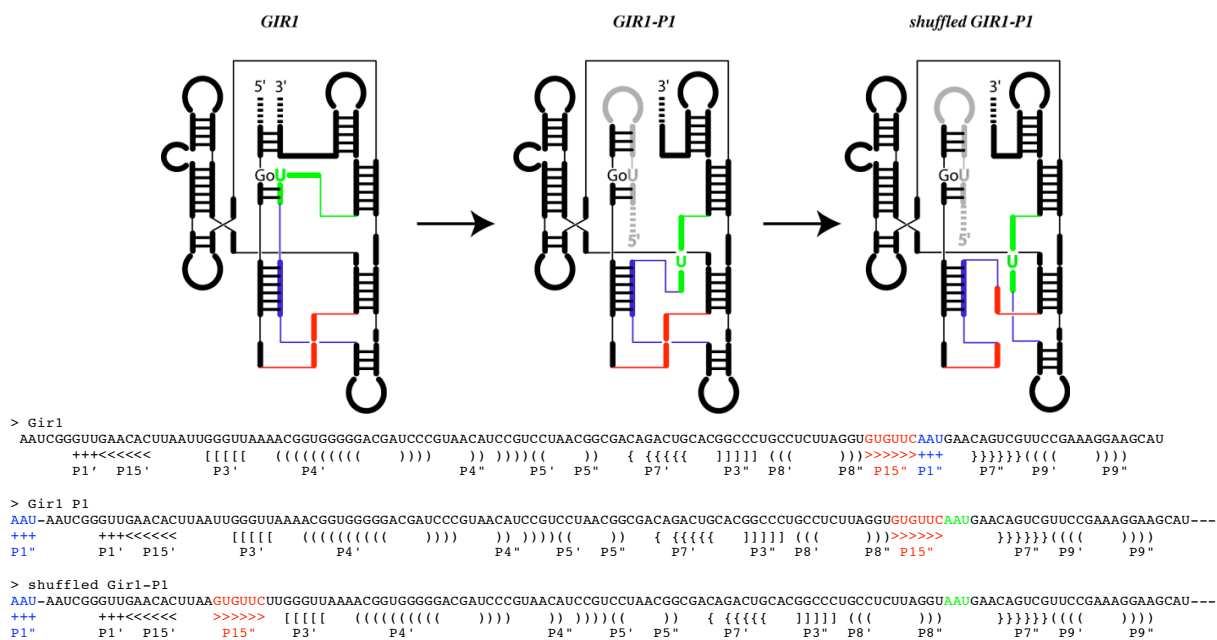 GIR1 GIR1-P1 shuffled GIR1-P1
5' 3' 3' 3'
GoU GoU GoU
5' 5'
U U
> Gir1
AAUCGGGUUGAACACUUAAUUGGGUUAAAACGGUGGGGGACGAUCCCGUAACAUCCGUCCUAACGGCGACAGACUGCACGGCCCUGCCUCUUAGGUGUGUUCAAUGAACAGUCGUUCCGAAAGGAAGCAU
+++<<<<<< [[[[[ (((((((((( )))) )) ))))(( )) { {{{{{ ]]]]] ((( )))>>>>>>+++ }}}}}}(((( ))))
P1' P15' P3' P4' P4" P5' P5" P7' P3" P8' P8" P15" P1" P7" P9' P9"
> Gir1 P1
AAU-AAUCGGGUUGAACACUUAAUUGGGUUAAAACGGUGGGGGACGAUCCCGUAACAUCCGUCCUAACGGCGACAGACUGCACGGCCCUGCCUCUUAGGUGUGUUCAAUGAACAGUCGUUCCGAAAGGAAGCAU---
+++ +++<<<<<< [[[[[ (((((((((( )))) )) ))))(( )) { {{{{{ ]]]]] ((( )))>>>>>> }}}}}}(((( ))))
P1" P1' P15' P3' P4' P4" P5' P5" P7' P3" P8' P8" P15" P7" P9' P9"
> shuffled Gir1-P1
AAU-AAUCGGGUUGAACACUUAAGUGUUCUUGGGUUAAAACGGUGGGGGACGAUCCCGUAACAUCCGUCCUAACGGCGACAGACUGCACGGCCCUGCCUCUUAGGUAAUGAACAGUCGUUCCGAAAGGAAGCAU---
+++ +++<<<<<< >>>>>> [[[[[ (((((((((( )))) )) ))))(( )) { {{{{{ ]]]]] ((( ))) }}}}}}(((( ))))
P1" P1' P15' P15" P3' P4' P4" P5' P5" P7' P3" P8' P8" P7" P9' P9"